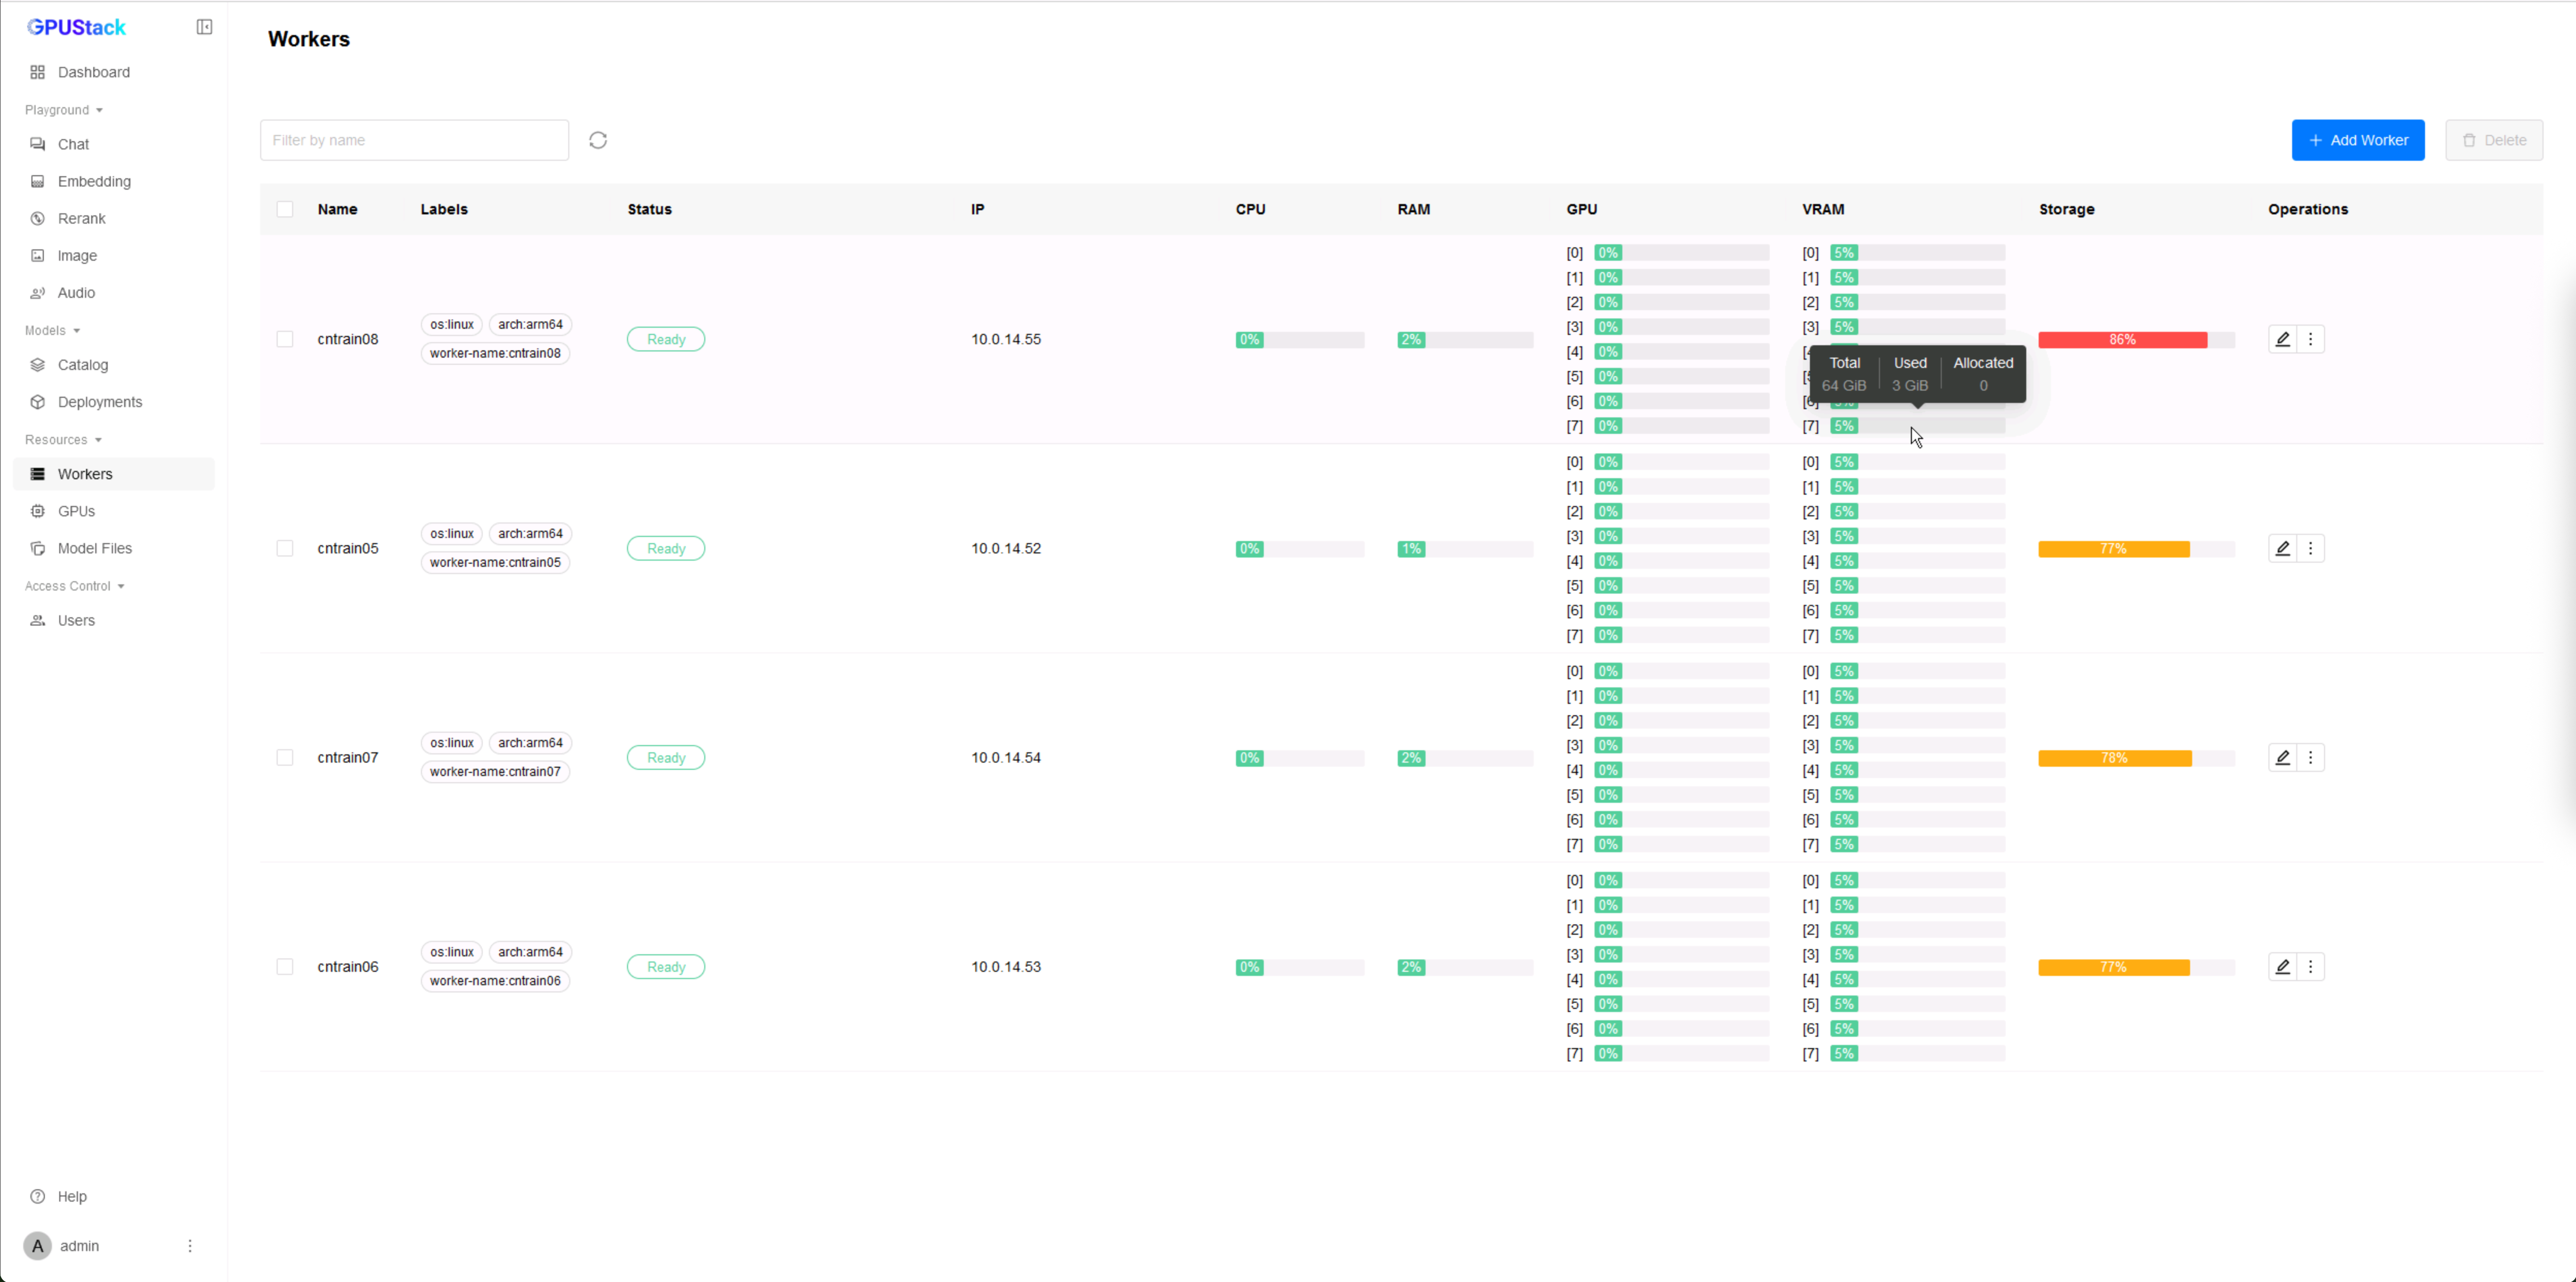 GPUStack
Dashboard
Playground
Chat
Embedding
Rerank
Image
Audio
Models
Catalog
Deployments
Resources
Workers
GPUs
Model Files
Access Control
Users
Help
A admin
Workers
Filter by name
+ Add Worker
Delete
Name Labels Status IP CPU RAM GPU VRAM Storage Operations
cntrain08
os:linux arch:arm64
worker-name:cntrain08
Ready
10.0.14.55
0%
2%
[0] 0%
[1] 0%
[2] 0%
[3] 0%
[4] 0%
[5] 0%
[6] 0%
[7] 0%
[0] 5%
[1] 5%
[2] 5%
[3] 5%
Total Used Allocated
64 GiB 3 GiB 0
[7] 5%
86%
cntrain05
os:linux arch:arm64
worker-name:cntrain05
Ready
10.0.14.52
0%
1%
[0] 0%
[1] 0%
[2] 0%
[3] 0%
[4] 0%
[5] 0%
[6] 0%
[7] 0%
[0] 5%
[1] 5%
[2] 5%
[3] 5%
[4] 5%
[5] 5%
[6] 5%
[7] 5%
77%
cntrain07
os:linux arch:arm64
worker-name:cntrain07
Ready
10.0.14.54
0%
2%
[0] 0%
[1] 0%
[2] 0%
[3] 0%
[4] 0%
[5] 0%
[6] 0%
[7] 0%
[0] 5%
[1] 5%
[2] 5%
[3] 5%
[4] 5%
[5] 5%
[6] 5%
[7] 5%
78%
cntrain06
os:linux arch:arm64
worker-name:cntrain06
Ready
10.0.14.53
0%
2%
[0] 0%
[1] 0%
[2] 0%
[3] 0%
[4] 0%
[5] 0%
[6] 0%
[7] 0%
[0] 5%
[1] 5%
[2] 5%
[3] 5%
[4] 5%
[5] 5%
[6] 5%
[7] 5%
77%